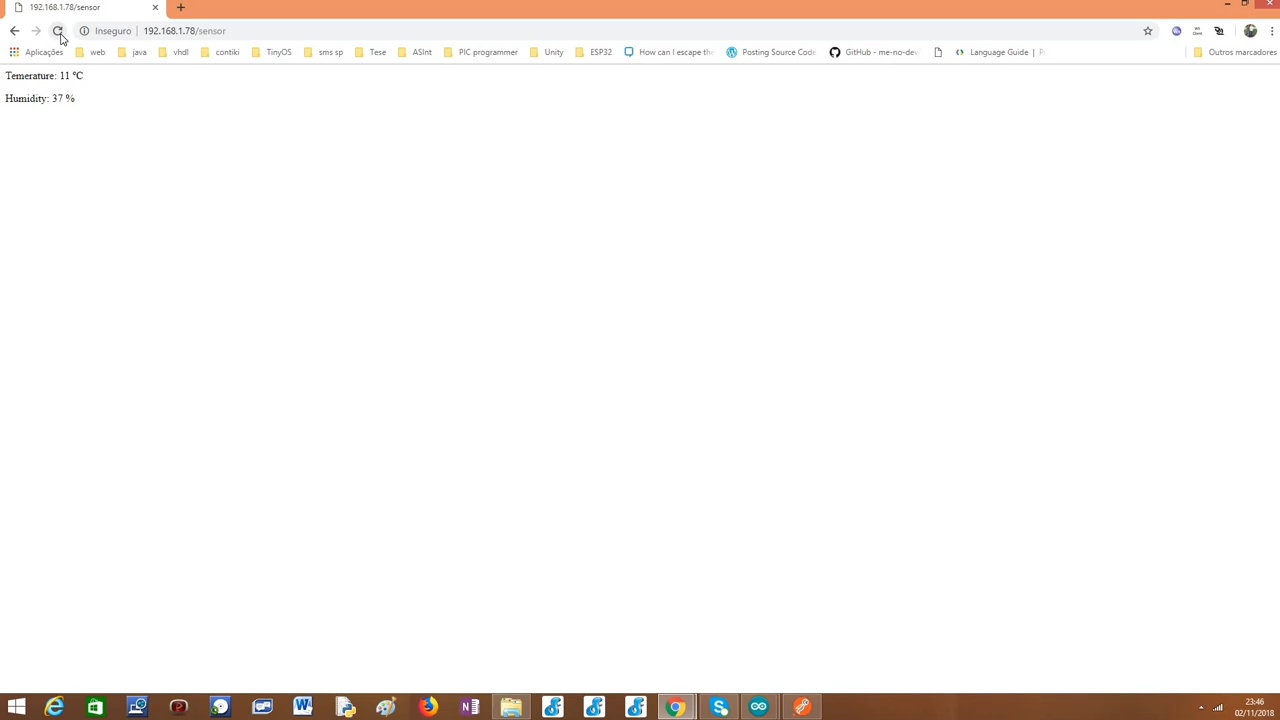 192.168.1.78/sensor
Inseguro 192.168.1.78/sensor
Aplicações web java vhdl contiki TinyOS sms sp Tese ASInt PIC programmer Unity ESP32 How can I escape the Posting Source Code GitHub - me-no-dev Language Guide | Outros marcadores
Temerature: 11 ºC
Humidity: 37 %
23:46
02/11/2018